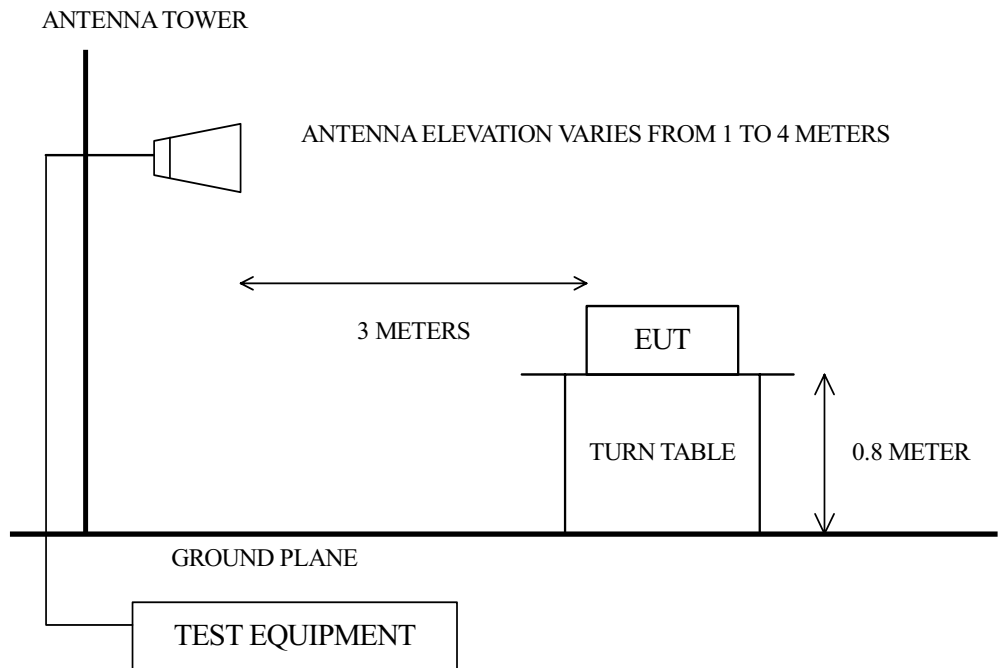 ANTENNA TOWER
ANTENNA ELEVATION VARIES FROM 1 TO 4 METERS
3 METERS
EUT
TURN TABLE
0.8 METER
GROUND PLANE
TEST EQUIPMENT